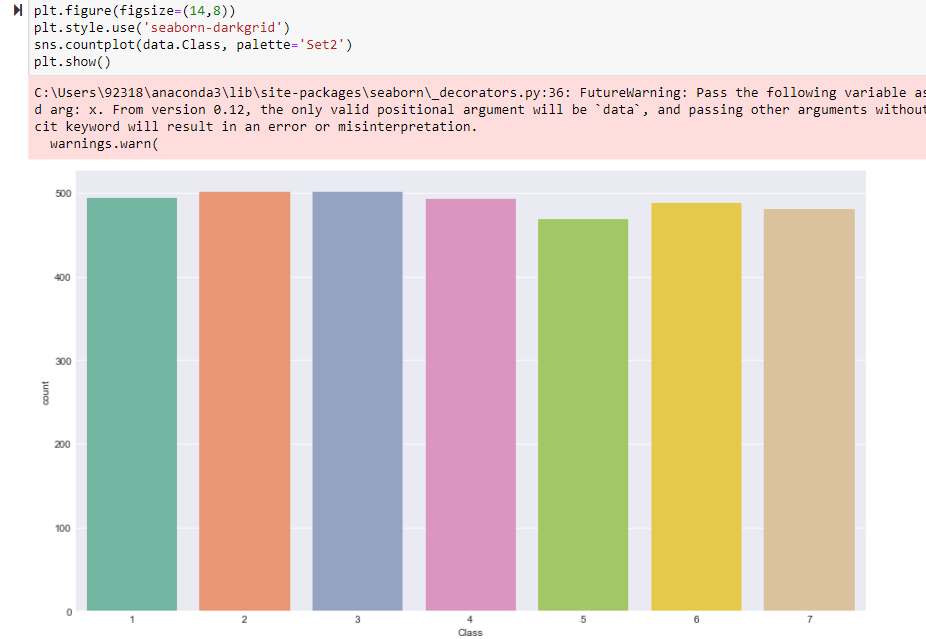 plt.figure(figsize=(14,8))
plt.style.use('seaborn-darkgrid')
sns.countplot(data.Class, palette='Set2')
plt.show()
C:\Users\92318\anaconda3\lib\site-packages\seaborn\_decorators.py:36: FutureWarning: Pass the following variable as
d arg: x. From version 0.12, the only valid positional argument will be `data`, and passing other arguments without
cit keyword will result in an error or misinterpretation.
warnings.warn(
500
400
300
200
100
0
count
1 2 3 4 5 6 7
Class